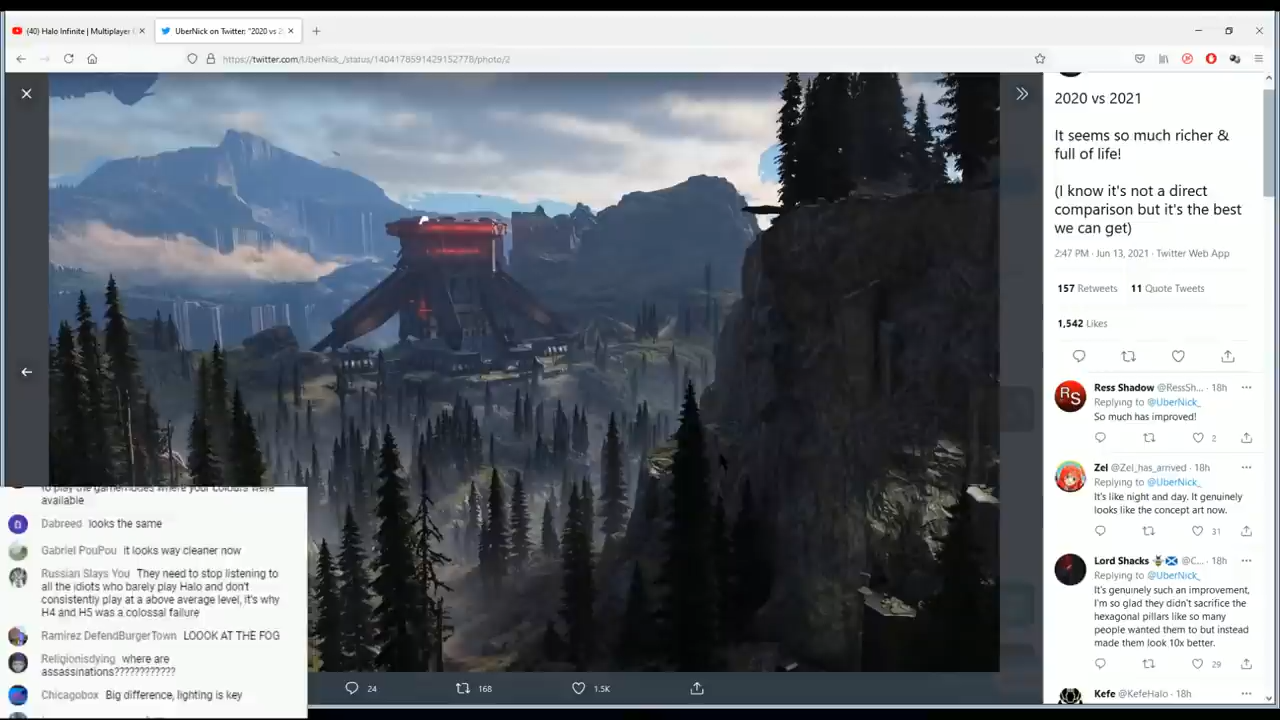 (40) Halo Infinite | Multiplayer
UberNick on Twitter: "2020 vs 2
https://twitter.com/UberNick_/status/1404178591429152778/photo/2
2020 vs 2021
It seems so much richer &
full of life!
(I know it's not a direct
comparison but it's the best
we can get)
2:47 PM · Jun 13, 2021 · Twitter Web App
157 Retweets 11 Quote Tweets
1,542 Likes
RS
Ress Shadow @RessSh... · 18h
Replying to @UberNick_
So much has improved!
2
Zel @Zel_has_arrived · 18h
Replying to @UberNick_
It's like night and day. It genuinely
looks like the concept art now.
31
Lord Shacks @C... · 18h
Replying to @UberNick_
It's genuinely such an improvement,
I'm so glad they didn't sacrifice the
hexagonal pillars like so many
people wanted them to but instead
made them look 10x better.
29
Kefe @KefeHalo · 18h
24 168 1.5K
to play the gamemodes where your colours were
available
Dabreed looks the same
Gabriel PouPou it looks way cleaner now
Russian Slays You They need to stop listening to
all the idiots who barely play Halo and don't
consistently play at a above average level, it's why
H4 and H5 was a colossal failure
Ramirez DefendBurgerTown LOOOK AT THE FOG
Religionisdying where are
assassinations????????????
Chicagobox Big difference, lighting is key